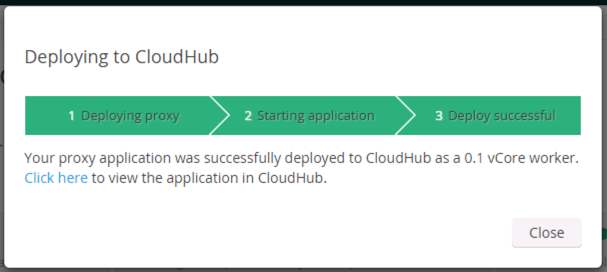 Deploying to CloudHub
1 Deploying proxy 2 Starting application 3 Deploy successful
Your proxy application was successfully deployed to CloudHub as a 0.1 vCore worker.
Click here to view the application in CloudHub.
Close